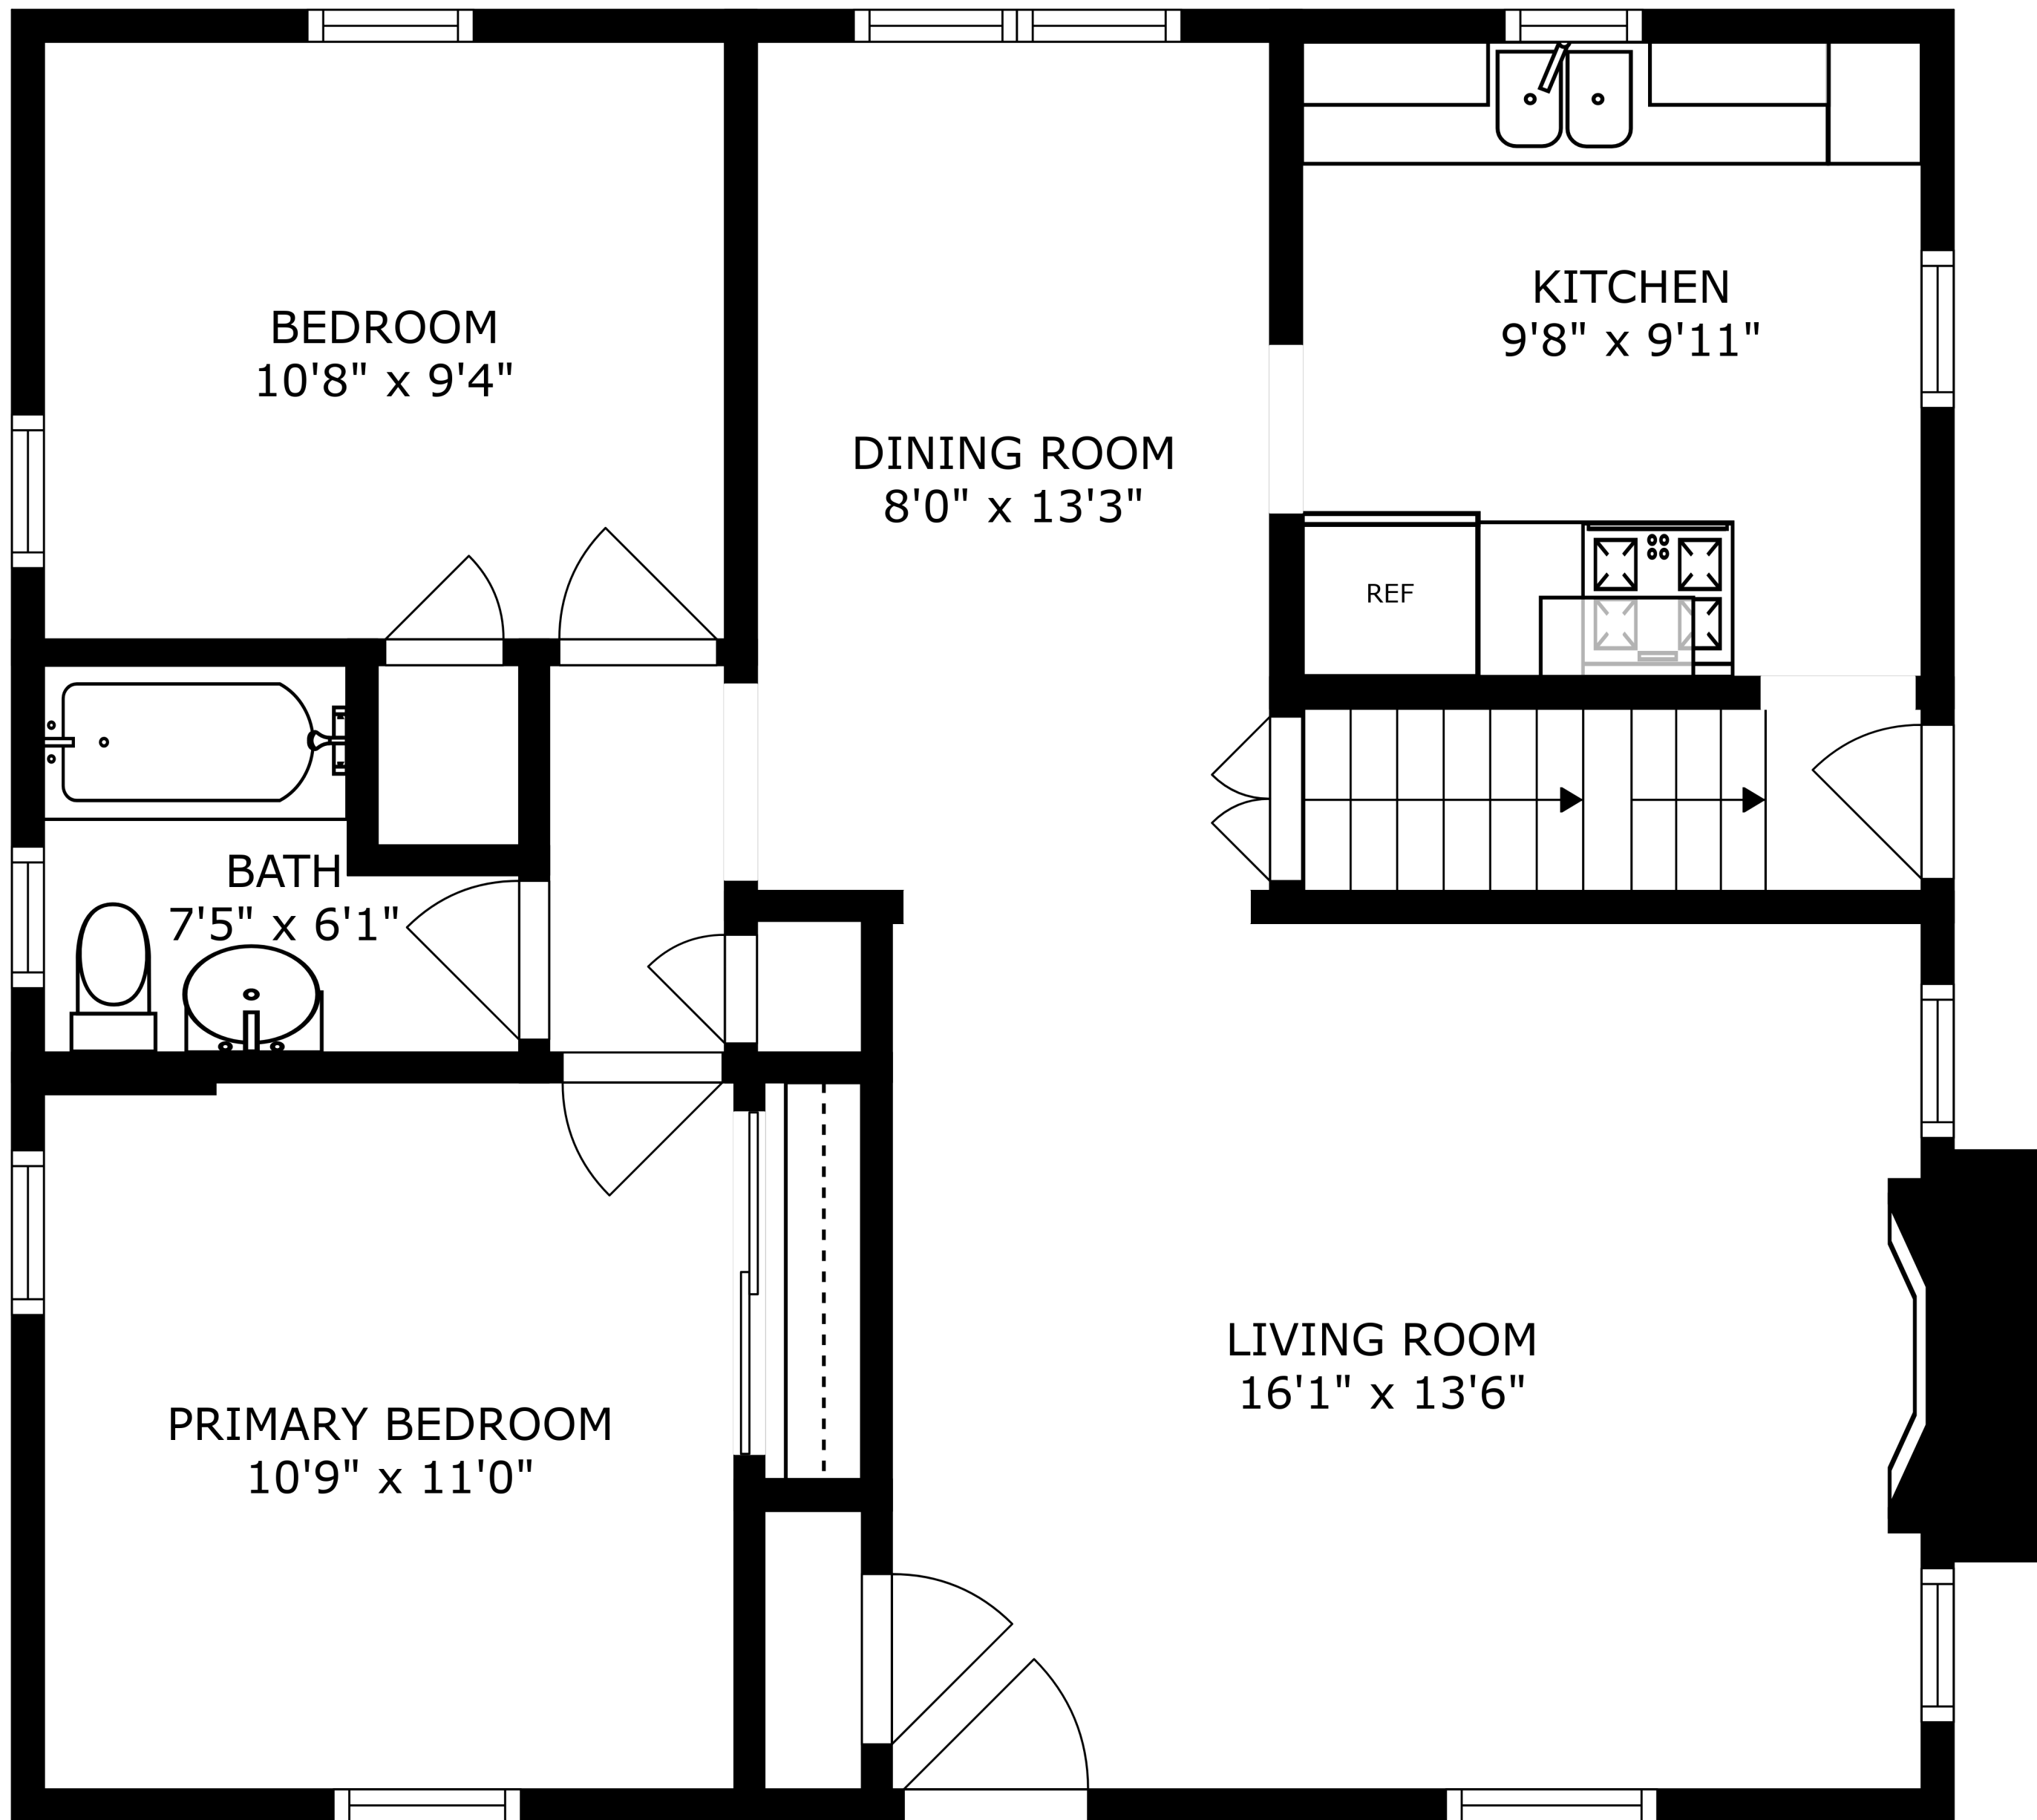 BEDROOM
10'8" x 9'4"
KITCHEN
9'8" x 9'11"
DINING ROOM
8'0" x 13'3"
REF
BATH
7'5" x 6'1"
LIVING ROOM
16'1" x 13'6"
PRIMARY BEDROOM
10'9" x 11'0"